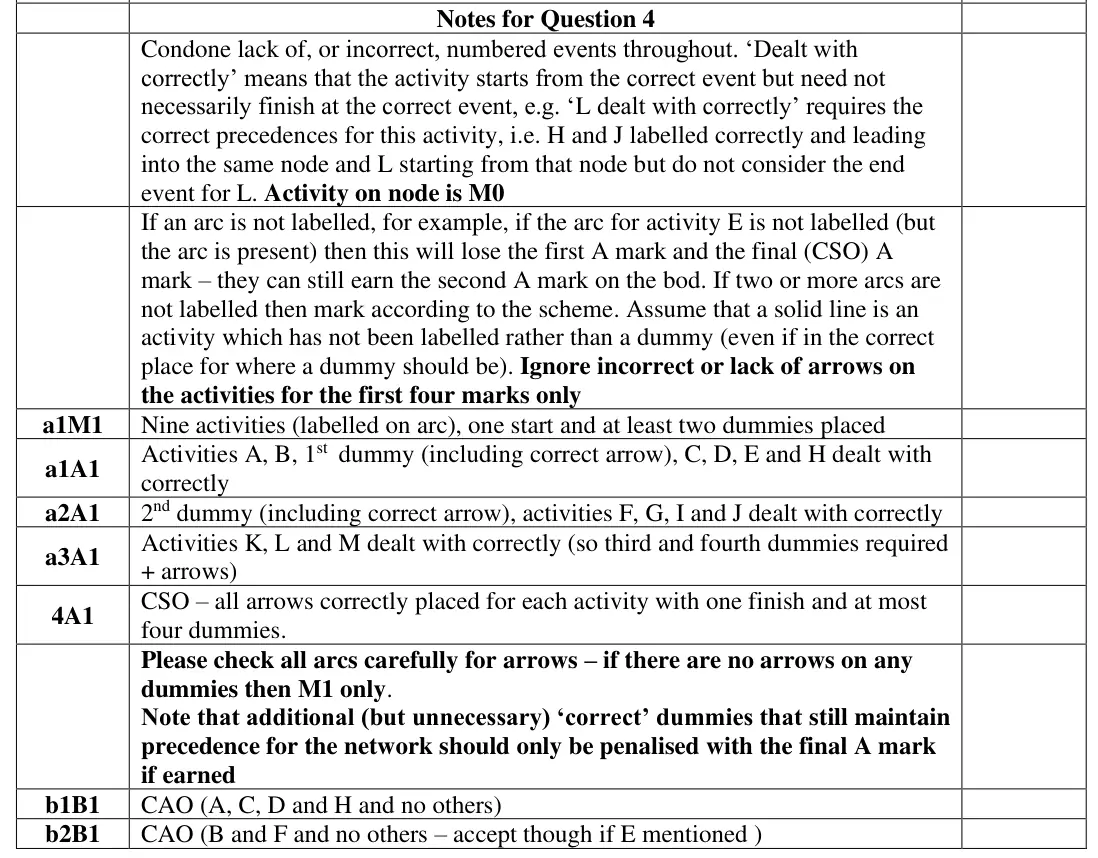 Notes for Question 4
Condone lack of, or incorrect, numbered events throughout. ‘Dealt with
correctly’ means that the activity starts from the correct event but need not
necessarily finish at the correct event, e.g. ‘L dealt with correctly’ requires the
correct precedences for this activity, i.e. H and J labelled correctly and leading
into the same node and L starting from that node but do not consider the end
event for L. Activity on node is M0
If an arc is not labelled, for example, if the arc for activity E is not labelled (but
the arc is present) then this will lose the first A mark and the final (CSO) A
mark – they can still earn the second A mark on the bod. If two or more arcs are
not labelled then mark according to the scheme. Assume that a solid line is an
activity which has not been labelled rather than a dummy (even if in the correct
place for where a dummy should be). Ignore incorrect or lack of arrows on
the activities for the first four marks only
a1M1 Nine activities (labelled on arc), one start and at least two dummies placed
a1A1 Activities A, B, 1st dummy (including correct arrow), C, D, E and H dealt with
correctly
a2A1 2nd dummy (including correct arrow), activities F, G, I and J dealt with correctly
a3A1 Activities K, L and M dealt with correctly (so third and fourth dummies required
+ arrows)
4A1 CSO – all arrows correctly placed for each activity with one finish and at most
four dummies.
Please check all arcs carefully for arrows – if there are no arrows on any
dummies then M1 only.
Note that additional (but unnecessary) ‘correct’ dummies that still maintain
precedence for the network should only be penalised with the final A mark
if earned
b1B1 CAO (A, C, D and H and no others)
b2B1 CAO (B and F and no others – accept though if E mentioned )